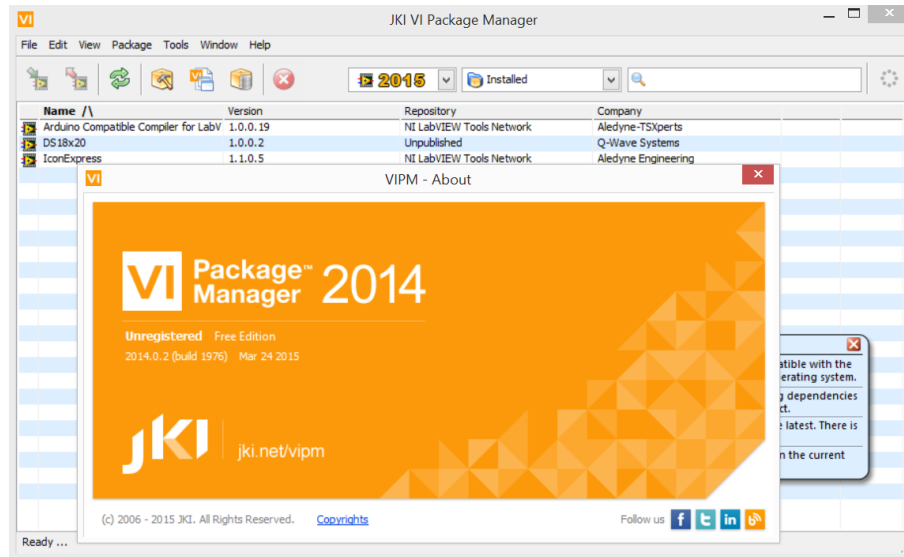 VI
JKI VI Package Manager
File Edit View Package Tools Window Help
2015 Installed
Name /\ Version Repository Company
Arduino Compatible Compiler for LabV 1.0.0.19 NI LabVIEW Tools Network Aledyne-TSXperts
DS18x20 1.0.0.2 Unpublished Q-Wave Systems
IconExpress 1.1.0.5 NI LabVIEW Tools Network Aledyne Engineering
VI VIPM - About
VI Package™ Manager 2014
Unregistered Free Edition
2014.0.2 (build 1976) Mar 24 2015
JKI jki.net/vipm
(c) 2006 - 2015 JKI. All Rights Reserved. Copyrights Follow us
atible with the
erating system.
g dependencies
ct.
latest. There is
n the current
Ready ...